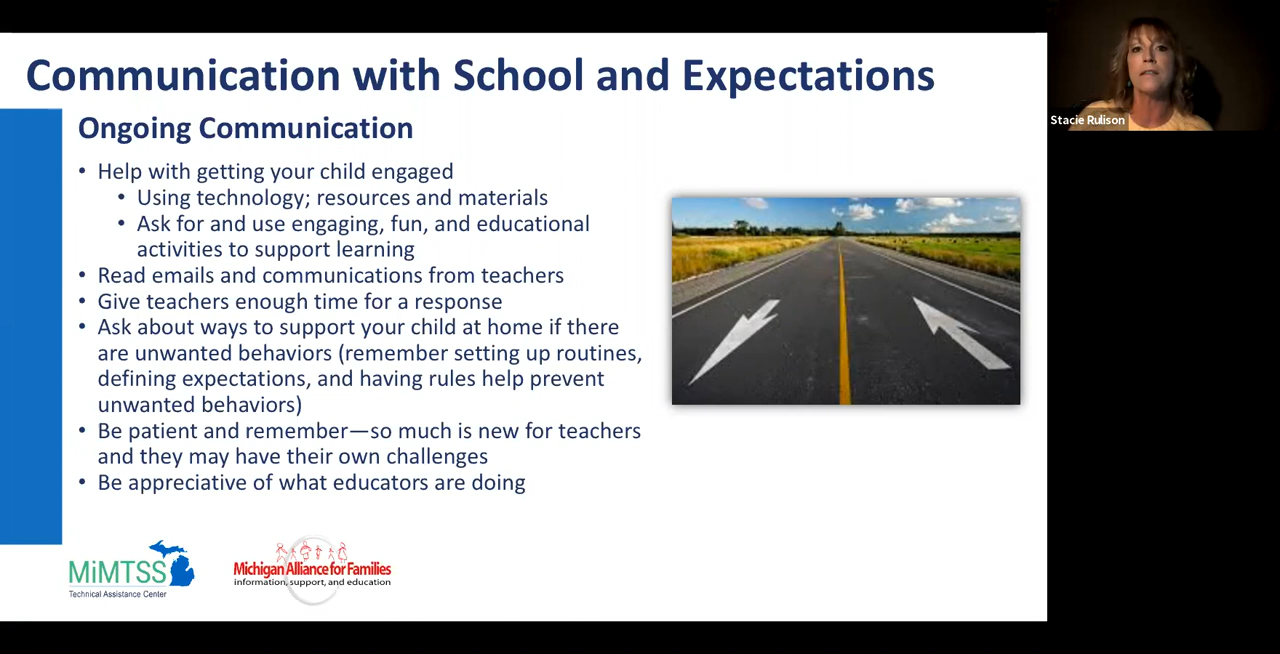 Communication with School and Expectations
Stacie Rulison
Ongoing Communication
• Help with getting your child engaged
• Using technology; resources and materials
• Ask for and use engaging, fun, and educational
activities to support learning
• Read emails and communications from teachers
• Give teachers enough time for a response
• Ask about ways to support your child at home if there
are unwanted behaviors (remember setting up routines,
defining expectations, and having rules help prevent
unwanted behaviors)
• Be patient and remember—so much is new for teachers
and they may have their own challenges
• Be appreciative of what educators are doing
MiMTSS
Technical Assistance Center
Michigan Alliance for Families
information, support, and education